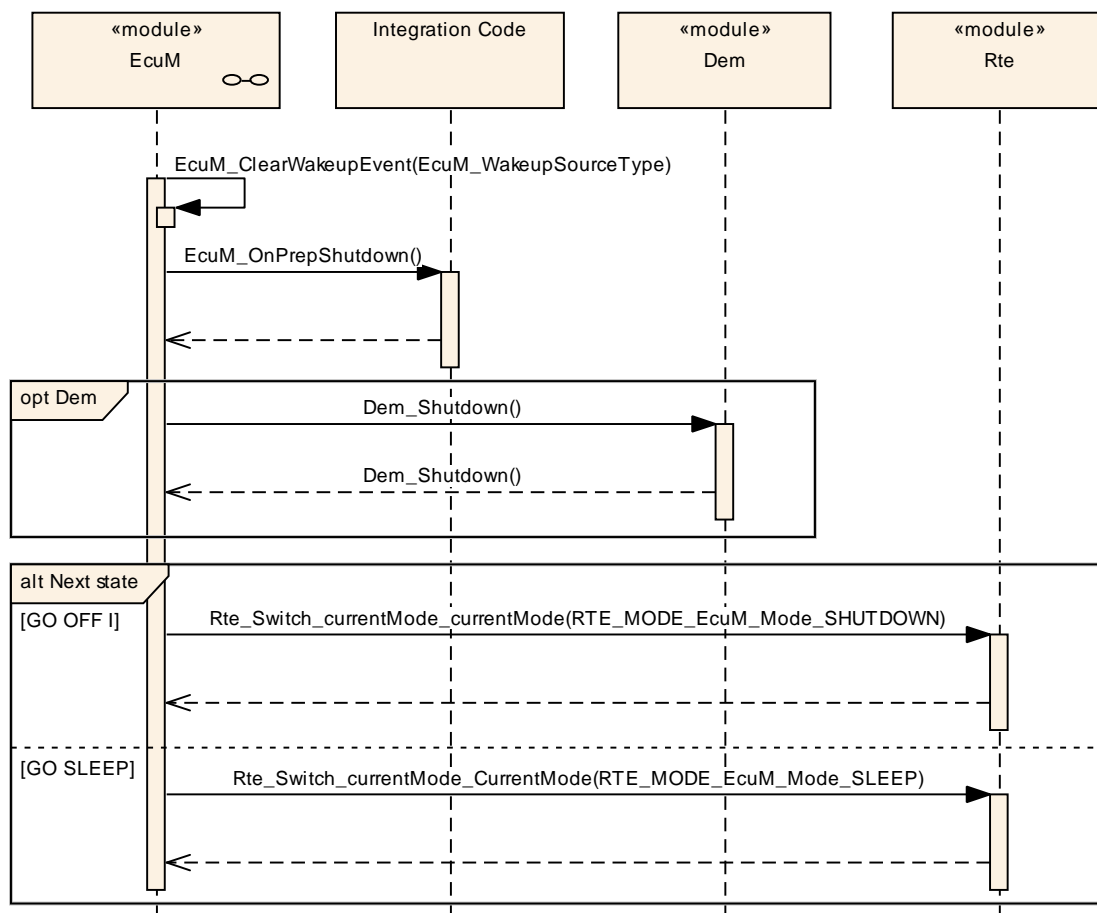 «module»
EcuM
Integration Code
«module»
Dem
«module»
Rte
EcuM_ClearWakeupEvent(EcuM_WakeupSourceType)
EcuM_OnPrepShutdown()
opt Dem
Dem_Shutdown()
Dem_Shutdown()
alt Next state
[GO OFF I]
Rte_Switch_currentMode_currentMode(RTE_MODE_EcuM_Mode_SHUTDOWN)
[GO SLEEP]
Rte_Switch_currentMode_CurrentMode(RTE_MODE_EcuM_Mode_SLEEP)